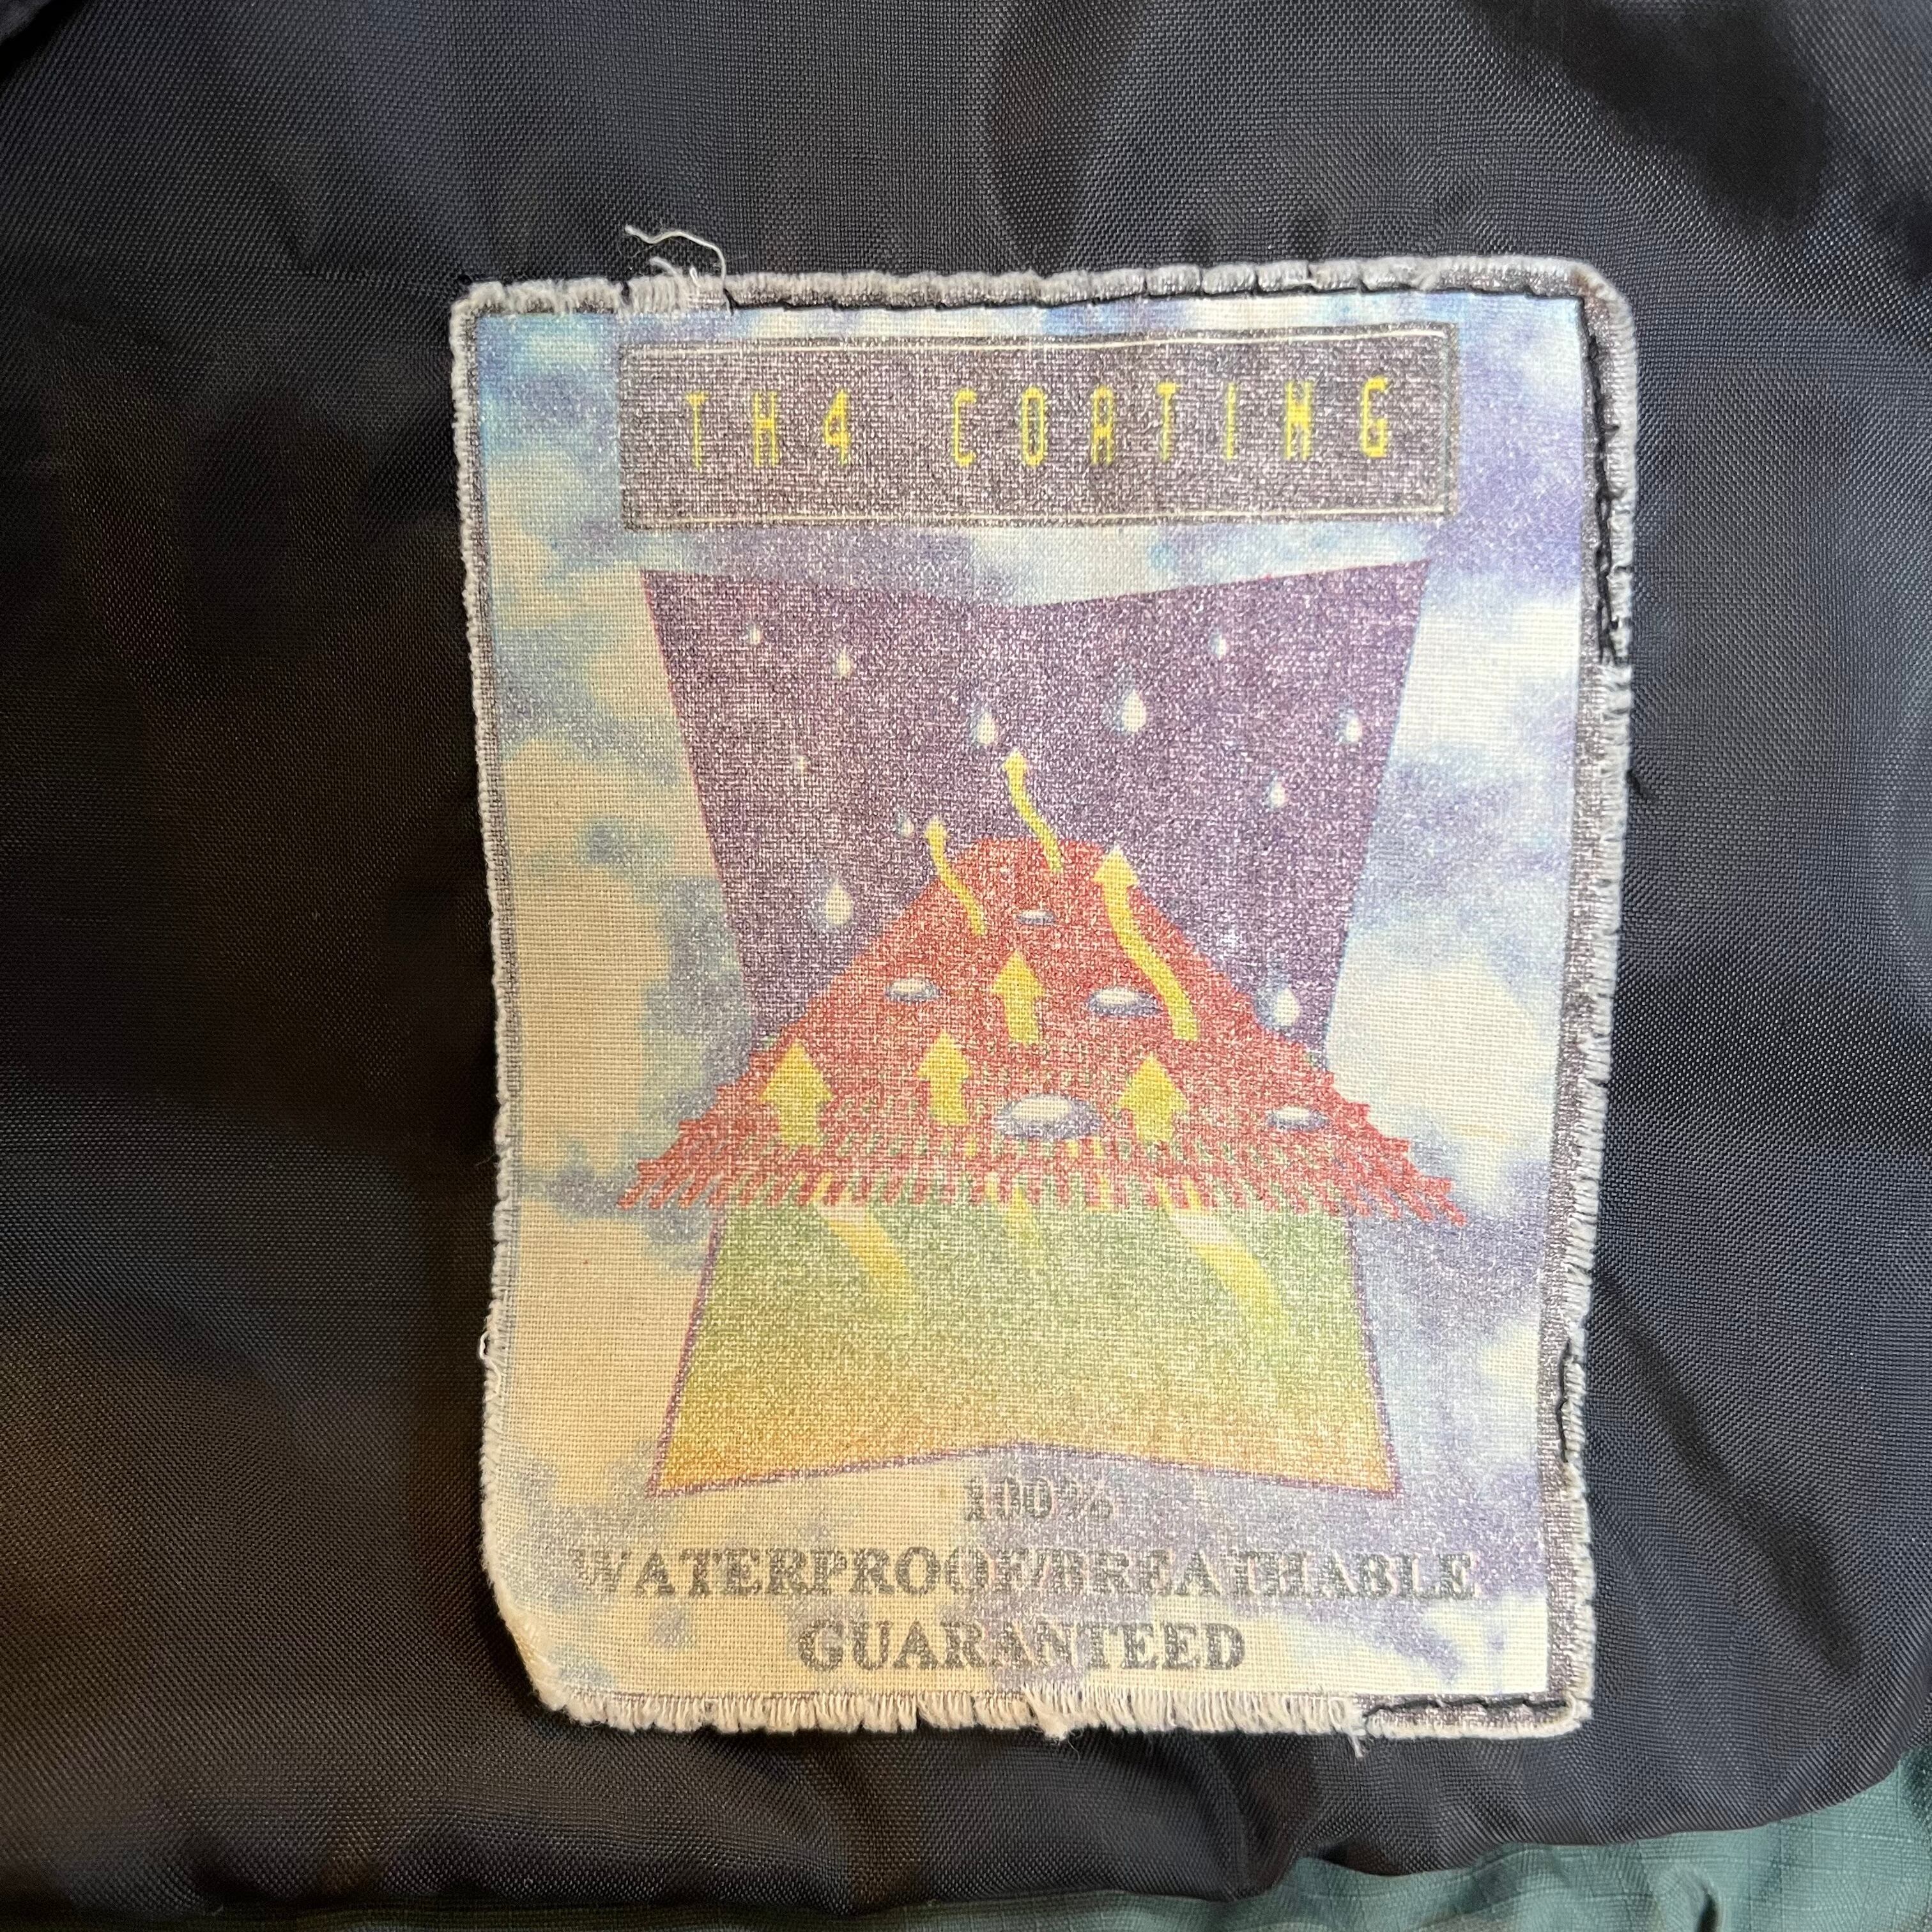 TH4 COATING
100%
WATERPROOF/BREATHABLE
GUARANTEED